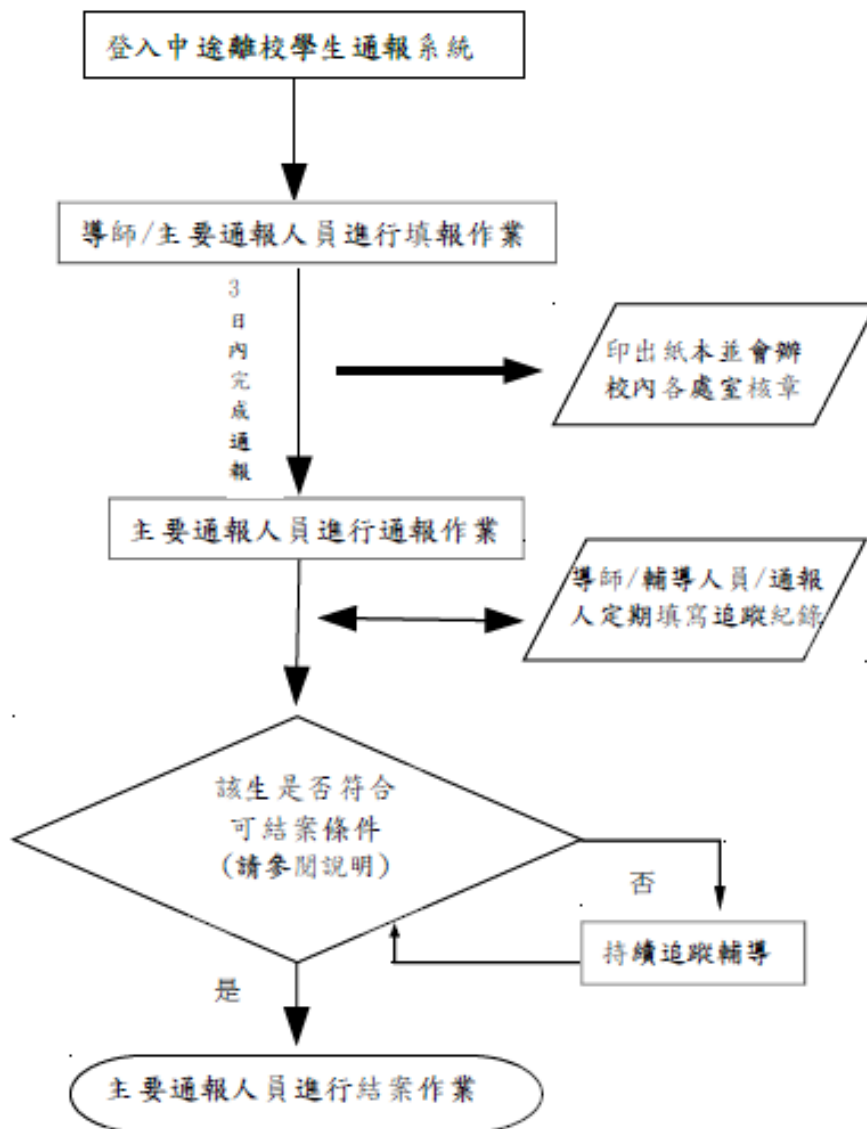 登入中途離校學生通報系統
導師/主要通報人員進行填報作業
3
日
內
完
成
通
報
印出紙本並會辦
校內各處室核章
主要通報人員進行通報作業
導師/輔導人員/通報
人定期填寫追蹤紀錄
該生是否符合
可結案條件
(請參閱說明)
否
持續追蹤輔導
是
主要通報人員進行結案作業